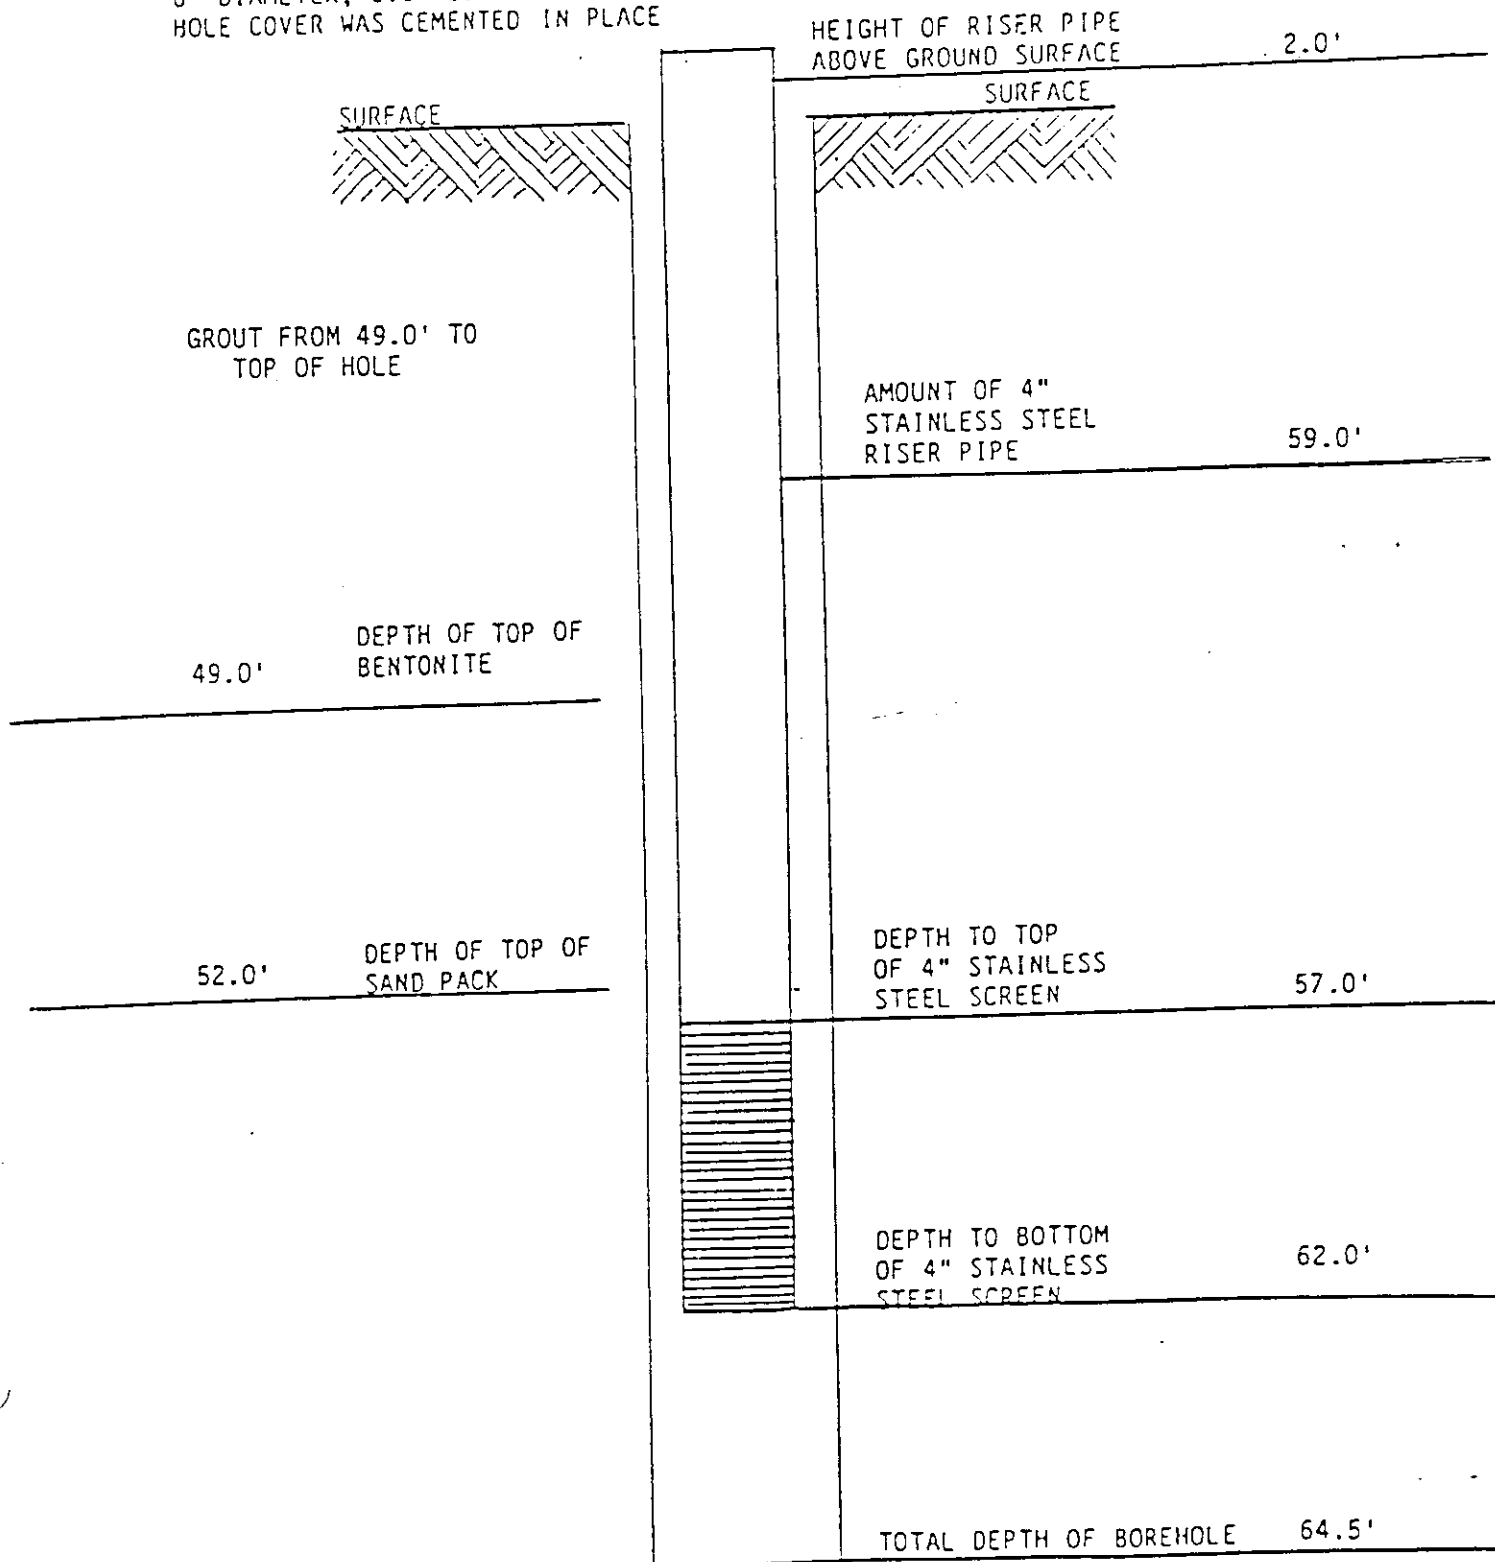 HOLE COVER WAS CEMENTED IN PLACE
HEIGHT OF RISER PIPE
ABOVE GROUND SURFACE 2.0'
SURFACE
SURFACE
GROUT FROM 49.0' TO
TOP OF HOLE
AMOUNT OF 4"
STAINLESS STEEL
RISER PIPE 59.0'
DEPTH OF TOP OF
49.0' BENTONITE
DEPTH OF TOP OF
52.0' SAND PACK
DEPTH TO TOP
OF 4" STAINLESS
STEEL SCREEN 57.0'
DEPTH TO BOTTOM
OF 4" STAINLESS 62.0'
STEEL SCREEN
TOTAL DEPTH OF BOREHOLE 64.5'